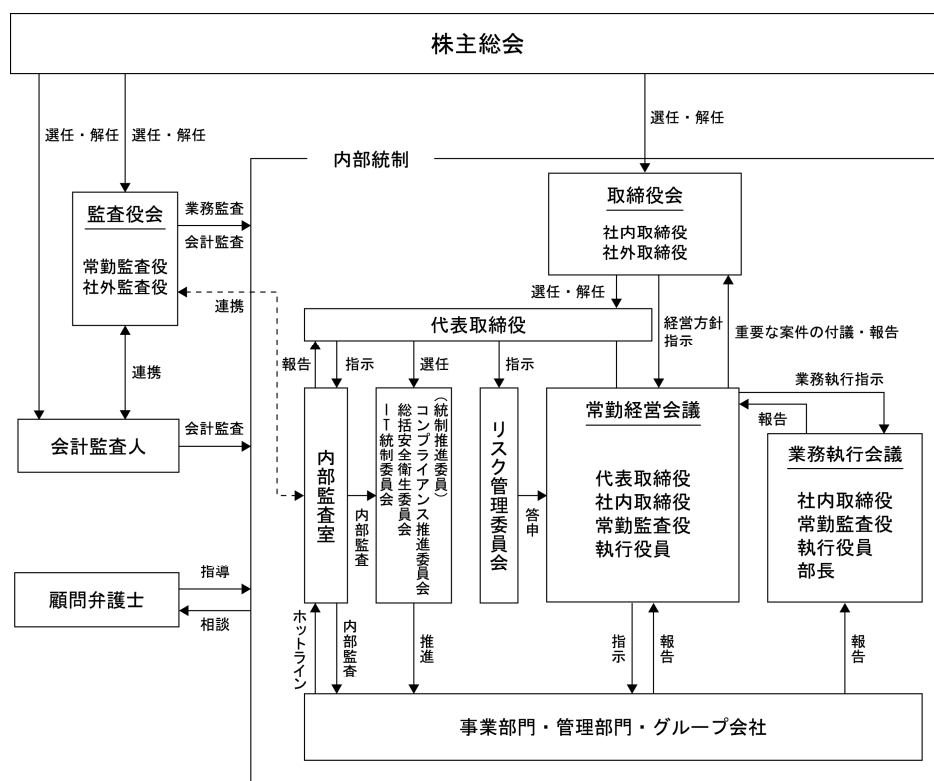 株主総会
選任・解任
選任・解任
選任・解任
内部統制
監査役会
常勤監査役
社外監査役
業務監査
会計監査
取締役会
社内取締役
社外取締役
連携
選任・解任
経営方針
指示
重要な案件の付議・報告
代表取締役
連携
報告
指示
選任
指示
業務執行指示
報告
会計監査人
会計監査
内部監査室
内部監査
(統制推進委員)
コンプライアンス推進委員会
総括安全衛生委員会
IT統制委員会
リスク管理委員会
答申
常勤経営会議
代表取締役
社内取締役
常勤監査役
執行役員
業務執行会議
社内取締役
常勤監査役
執行役員
部長
顧問弁護士
指導
相談
ホットライン
内部監査
推進
指示
報告
報告
事業部門・管理部門・グループ会社